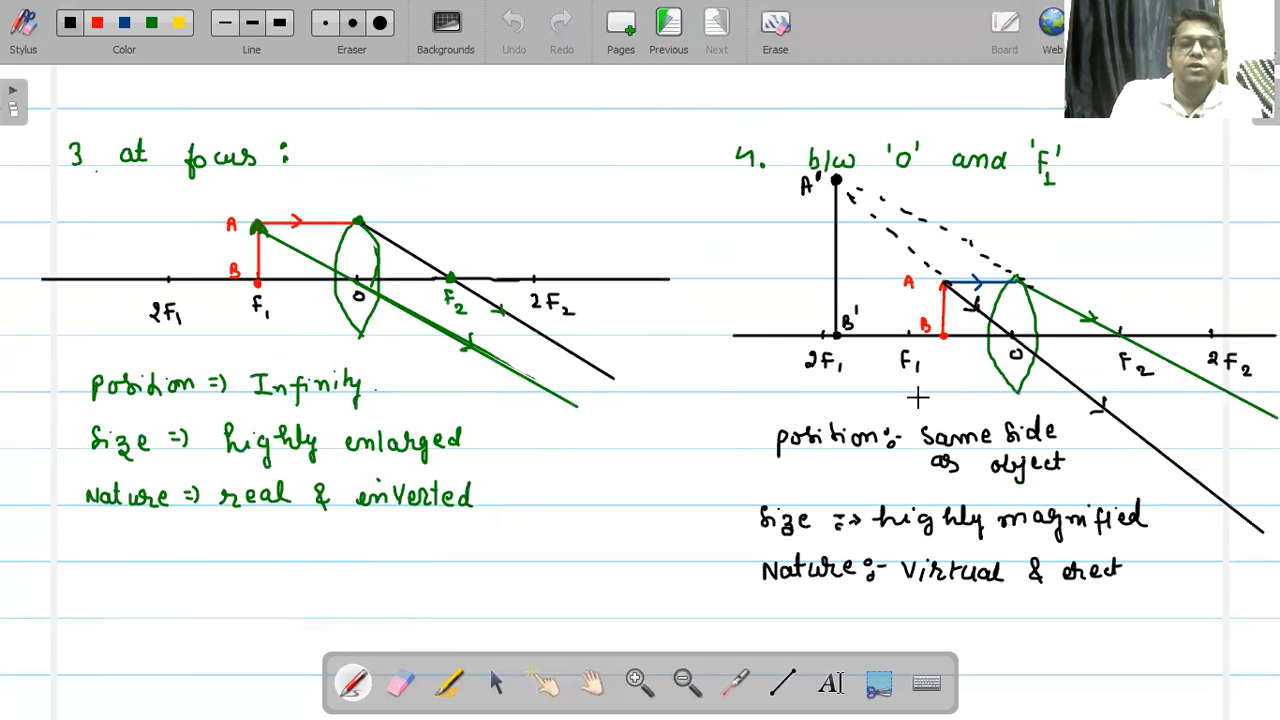 Stylus
Color
Line
Eraser
Backgrounds
Undo
Redo
Pages
Previous
Next
Erase
Board
Web
3 at focus :
A
B
2F₁
F₁
O
F₂
2F₂
Position => Infinity
Size => highly enlarged
Nature => real & inverted
4. b/w 'O' and 'F₁'
A'
A
B
B'
2F₁
F₁
O
F₂
2F₂
position :- Same Side
as object
Size => highly magnified
Nature :- Virtual & erect